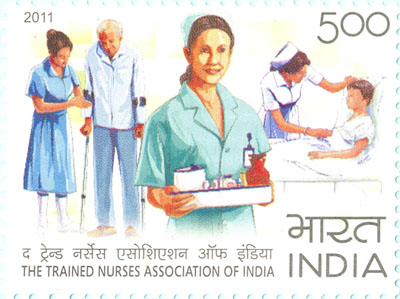 2011
500
द ट्रेन्ड नर्सेस एसोशिएशन ऑफ इंडिया
THE TRAINED NURSES ASSOCIATION OF INDIA
भारत
INDIA